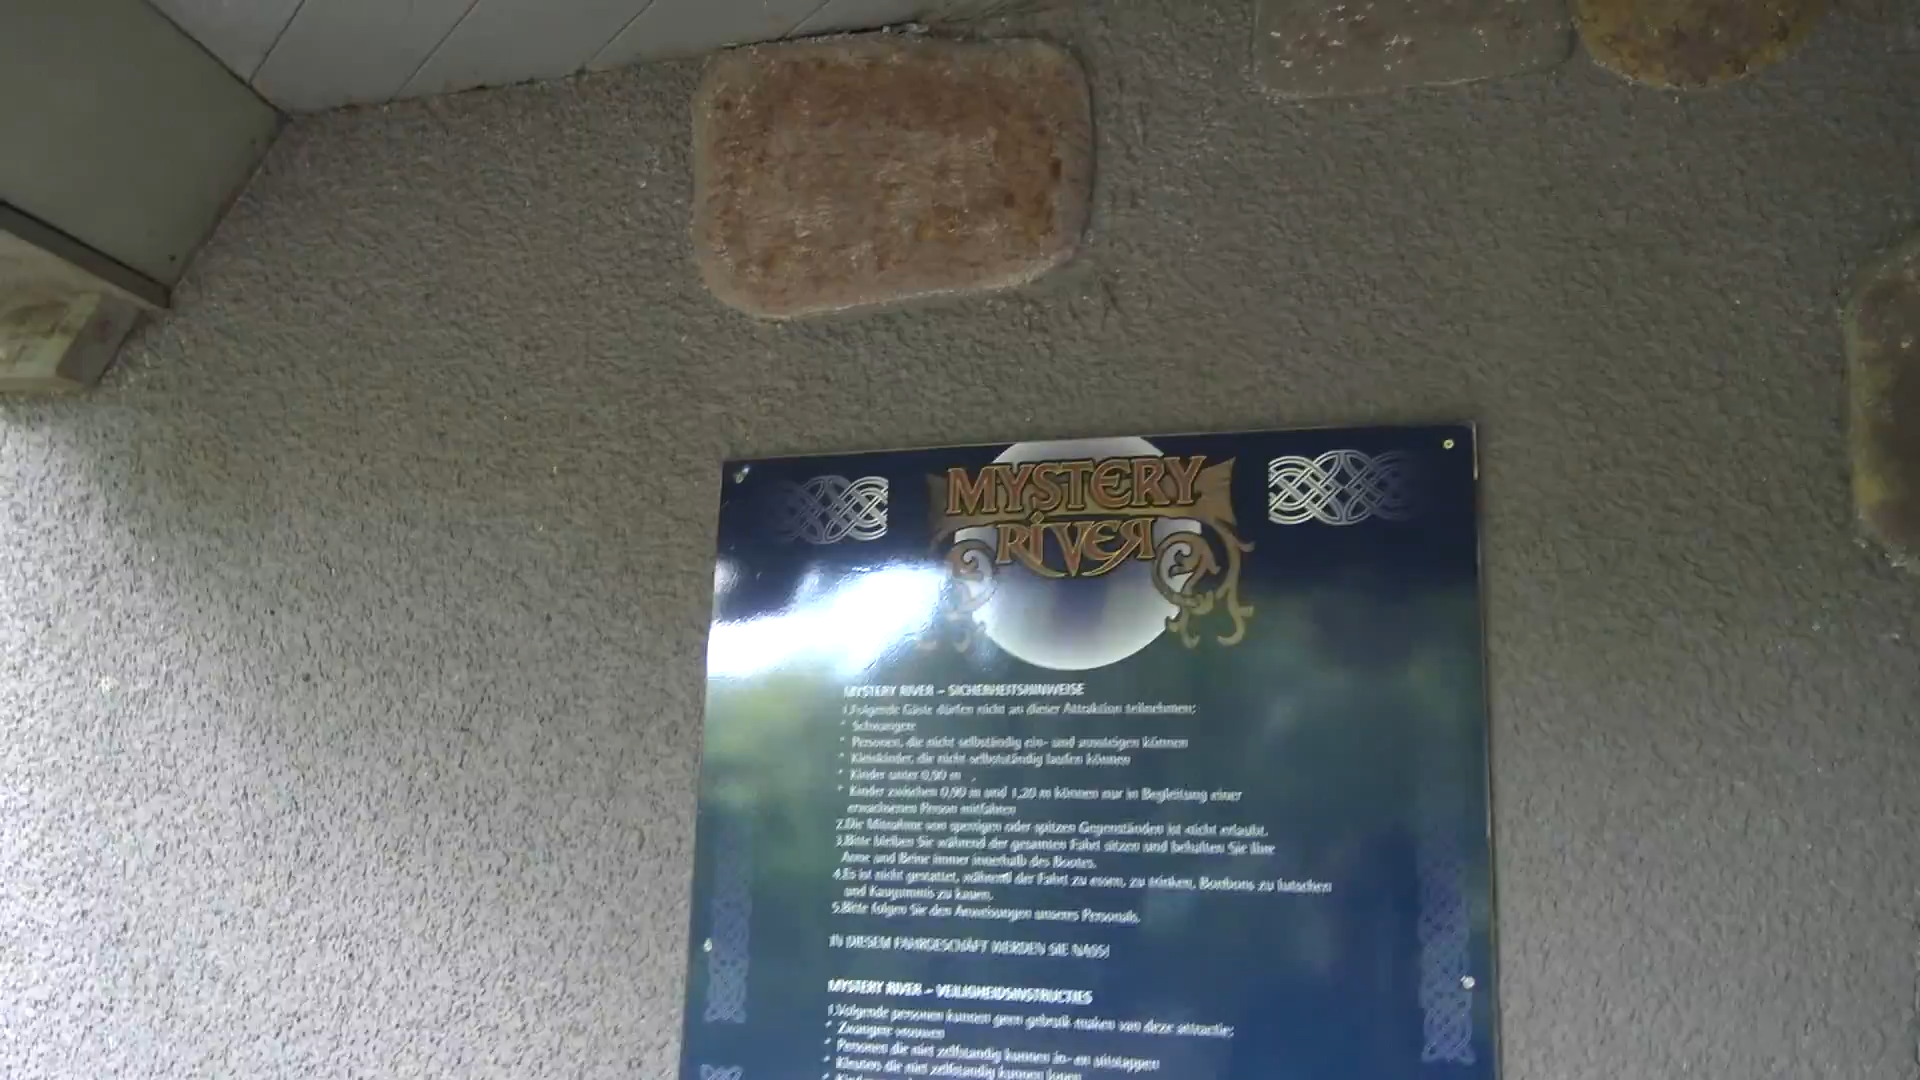 MYSTERY
RIVER
MYSTERY RIVER – SICHERHEITSHINWEISE
1.Folgende Gäste dürfen nicht an dieser Attraktion teilnehmen:
* Schwangere
* Personen, die nicht selbständig ein- und aussteigen können
* Kleinkinder, die nicht selbstständig laufen können
* Kinder unter 0,90 m
* Kinder zwischen 0,90 m und 1,20 m können nur in Begleitung einer
erwachsenen Person mitfahren
2.Die Mitnahme von sperrigen oder spitzen Gegenständen ist nicht erlaubt.
3.Bitte bleiben Sie während der gesamten Fahrt sitzen und behalten Sie Ihre
Arme und Beine immer innerhalb des Bootes.
4.Es ist nicht gestattet, während der Fahrt zu essen, zu trinken, Bonbons zu lutschen
und Kaugummis zu kauen.
5.Bitte folgen Sie den Anweisungen unseres Personals.
IN DIESEM FAHRGESCHÄFT WERDEN SIE NASS!
MYSTERY RIVER – VEILIGHEIDSINSTRUCTIES
1.Volgende personen kunnen geen gebruik maken van deze attractie:
* Zwangere vrouwen
* Personen die niet zelfstandig kunnen in- en uitstappen
* Kleuters die niet zelfstandig kunnen lopen